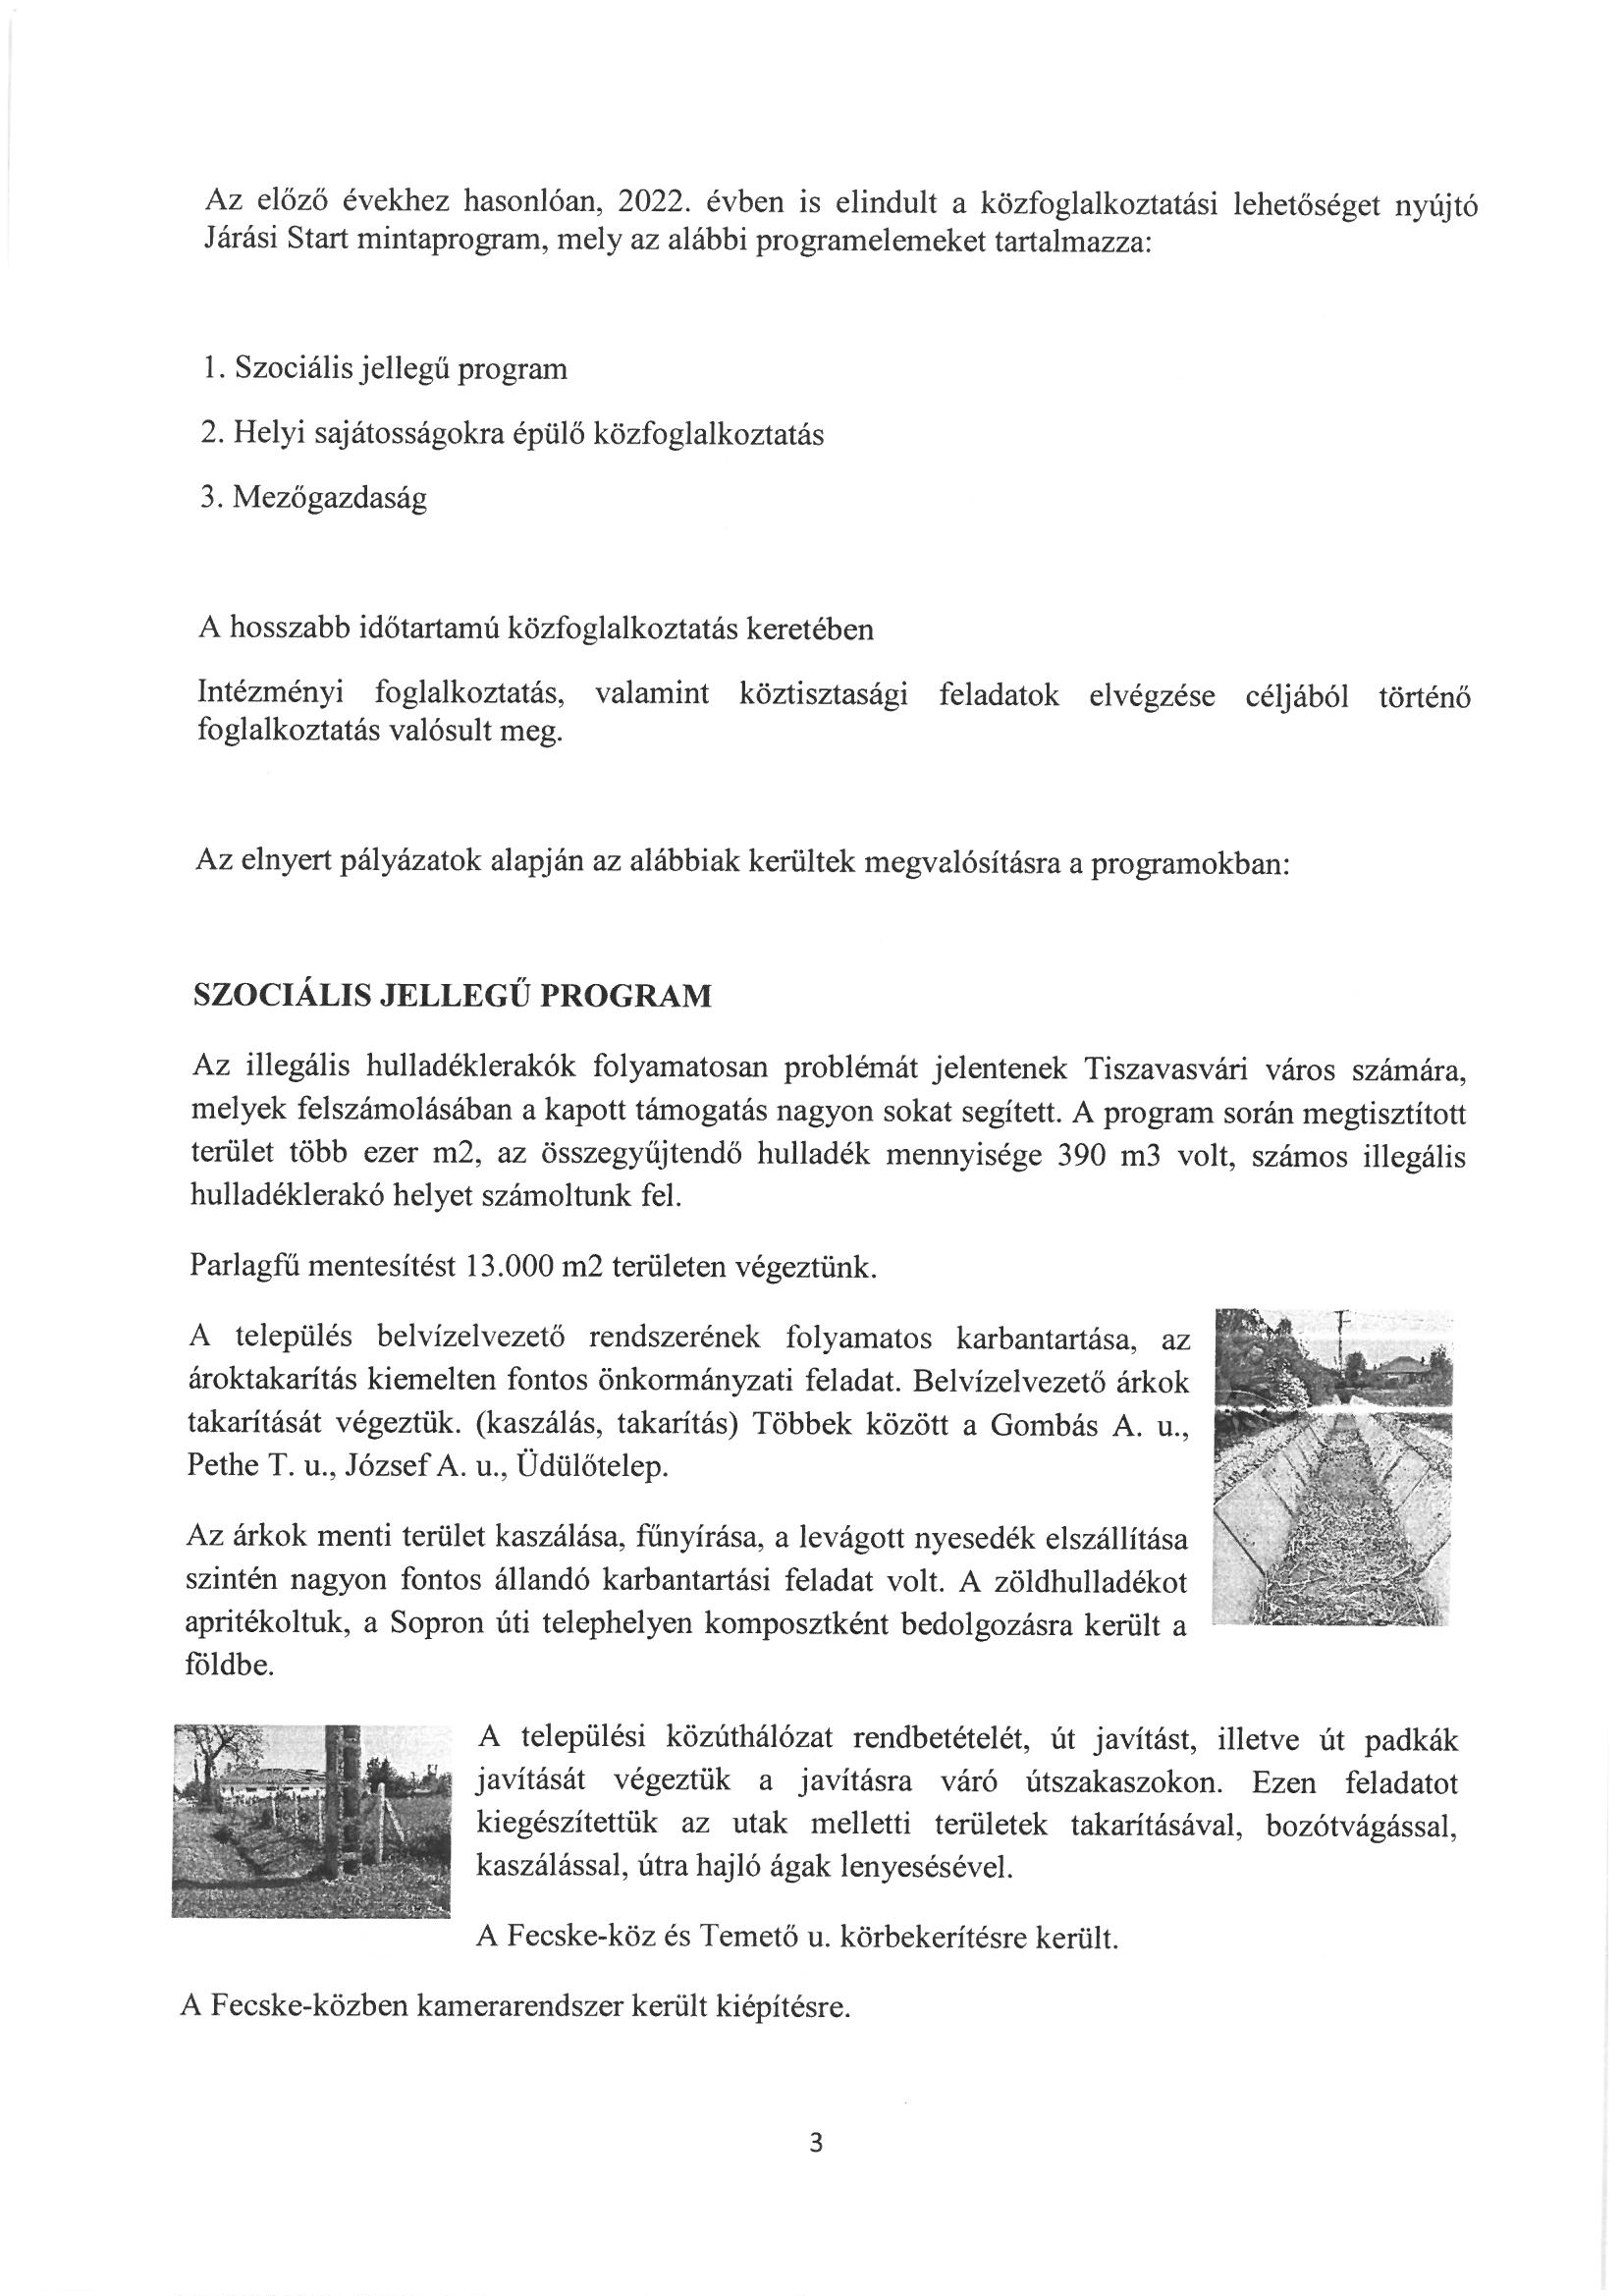 Az előző évekhez hasonlóan, 2022. évben is elindult a közfoglalkoztatási lehetőséget nyújtó
Járási Start mintaprogram, mely az alábbi programelemeket tartalmazza:
1. Szociális jellegű program
2. Helyi sajátosságokra épülő közfoglalkoztatás
3. Mezőgazdaság
A hosszabb időtartamú közfoglalkoztatás keretében
Intézményi foglalkoztatás, valamint köztisztasági feladatok elvégzése céljából történő
foglalkoztatás valósult meg.
Az elnyert pályázatok alapján az alábbiak kerültek megvalósításra a programokban:
SZOCIÁLIS JELLEGŰ PROGRAM
Az illegális hulladéklerakók folyamatosan problémát jelentenek Tiszavasvári város számára,
melyek felszámolásában a kapott támogatás nagyon sokat segített. A program során megtisztított
terület több ezer m2, az összegyűjtendő hulladék mennyisége 390 m3 volt, számos illegális
hulladéklerakó helyet számoltunk fel.
Parlagfű mentesítést 13.000 m2 területen végeztünk.
A település belvízelvezető rendszerének folyamatos karbantartása, az
ároktakarítás kiemelten fontos önkormányzati feladat. Belvízelvezető árkok
takarítását végeztük. (kaszálás, takarítás) Többek között a Gombás A. u.,
Pethe T. u., József A. u., Üdülőtelep.
Az árkok menti terület kaszálása, fűnyírása, a levágott nyesedék elszállítása
szintén nagyon fontos állandó karbantartási feladat volt. A zöldhulladékot
apritékoltuk, a Sopron úti telephelyen komposztként bedolgozásra került a
földbe.
A települési közúthálózat rendbetételét, út javítást, illetve út padkák
javítását végeztük a javításra váró útszakaszokon. Ezen feladatot
kiegészítettük az utak melletti területek takarításával, bozótvágással,
kaszálással, útra hajló ágak lenyesésével.
A Fecske-köz és Temető u. körbekerítésre került.
A Fecske-közben kamerarendszer került kiépítésre.
3